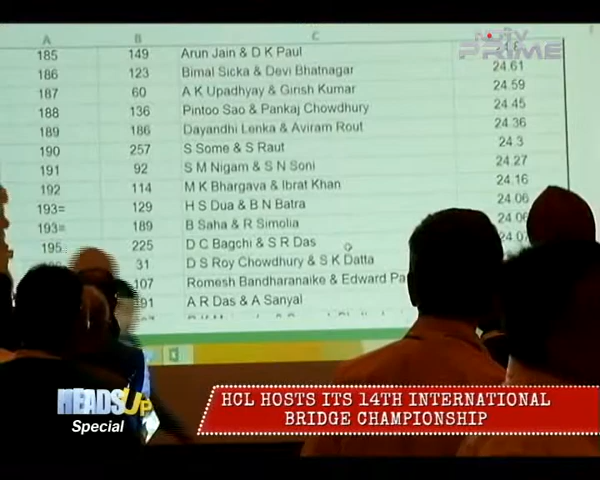 NDTV
PRIME
A B C
185 149 Arun Jain & D K Paul
186 123 Bimal Sicka & Devi Bhatnagar 24.61
187 60 A K Upadhyay & Girish Kumar 24.59
188 136 Pintoo Sao & Pankaj Chowdhury 24.45
189 186 Dayandhi Lenka & Aviram Rout 24.36
190 257 S Some & S Raut 24.3
191 92 S M Nigam & S N Soni 24.27
192 114 M K Bhargava & Ibrat Khan 24.16
193= 129 H S Dua & B N Batra 24.06
193= 189 B Saha & R Simolia 24.06
195 225 D C Bagchi & S R Das 24.07
31 D S Roy Chowdhury & S K Datta
107 Romesh Bandharanaike & Edward
191 A R Das & A Sanyal
HEADS UP
Special
HCL HOSTS ITS 14TH INTERNATIONAL
BRIDGE CHAMPIONSHIP